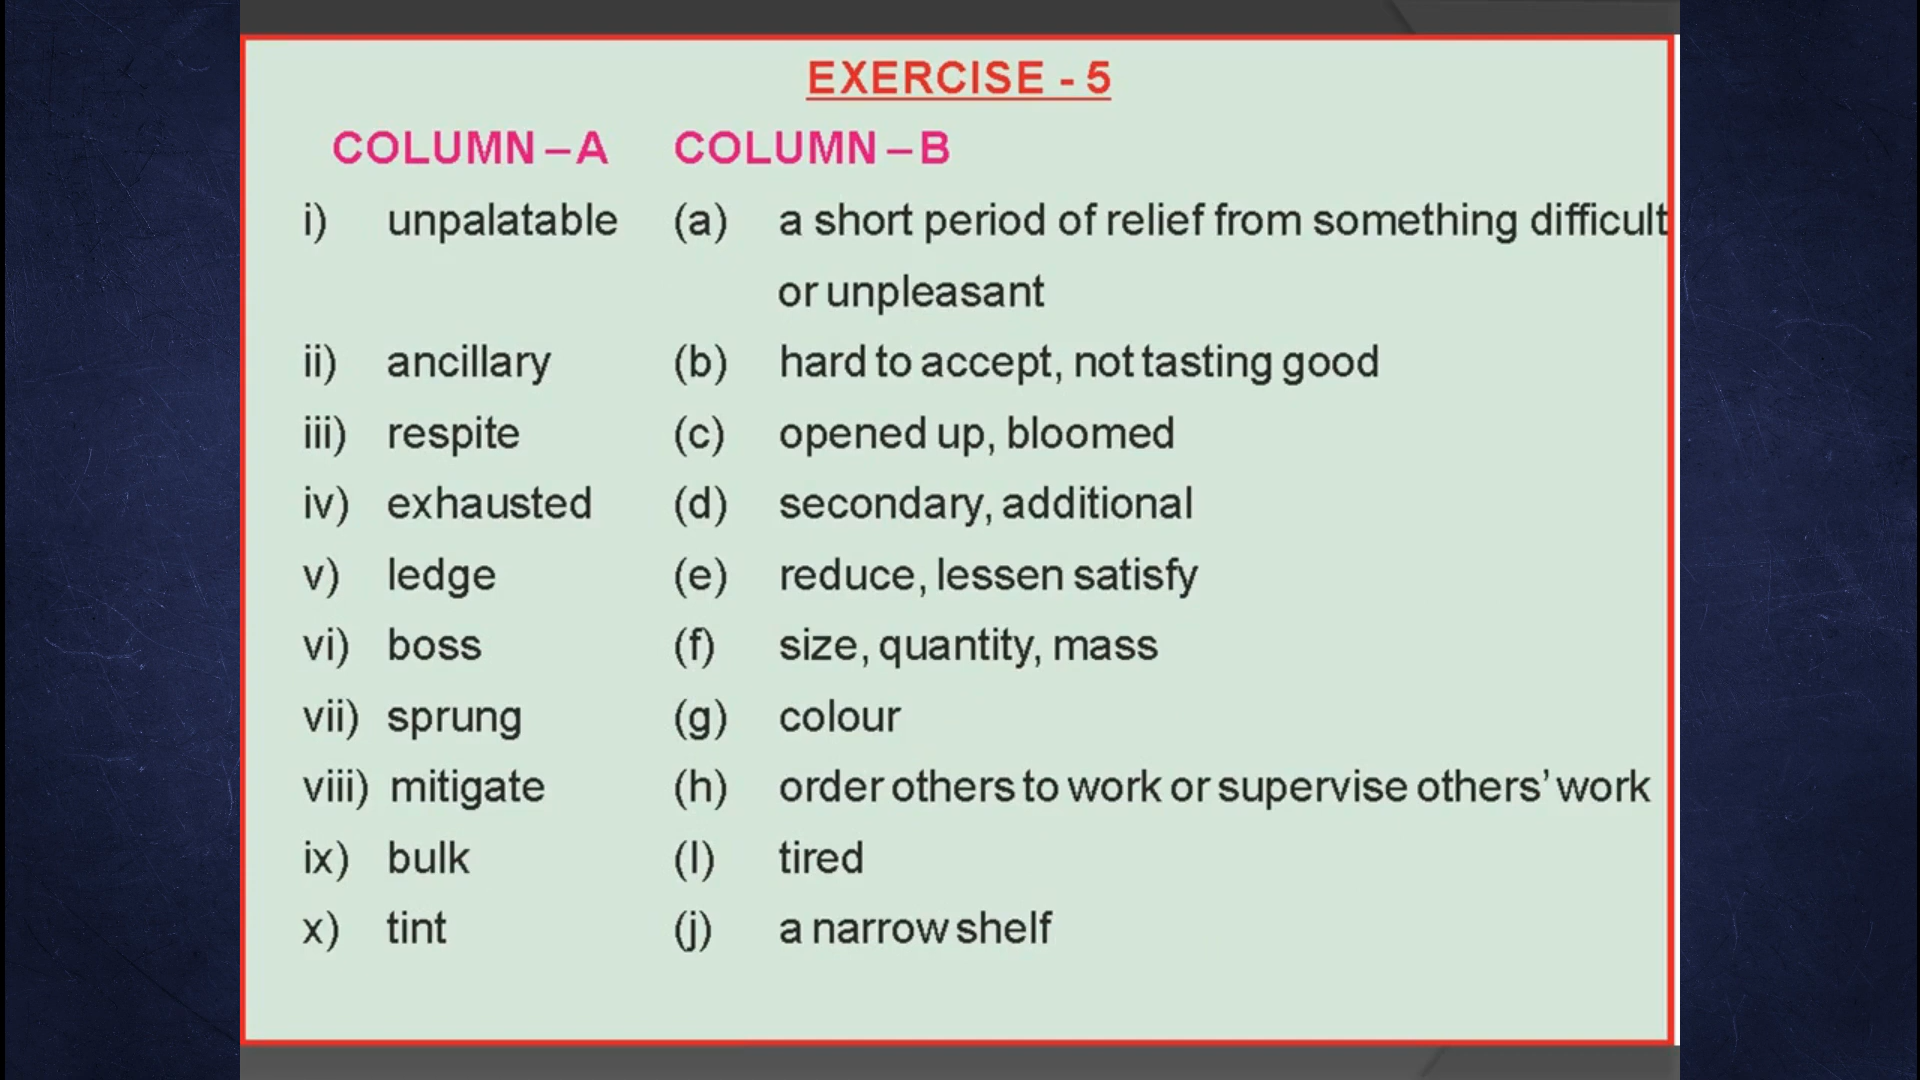 EXERCISE - 5
COLUMN – A COLUMN – B
i) unpalatable (a) a short period of relief from something difficult
or unpleasant
ii) ancillary (b) hard to accept, not tasting good
iii) respite (c) opened up, bloomed
iv) exhausted (d) secondary, additional
v) ledge (e) reduce, lessen satisfy
vi) boss (f) size, quantity, mass
vii) sprung (g) colour
viii) mitigate (h) order others to work or supervise others’ work
ix) bulk (l) tired
x) tint (j) a narrow shelf